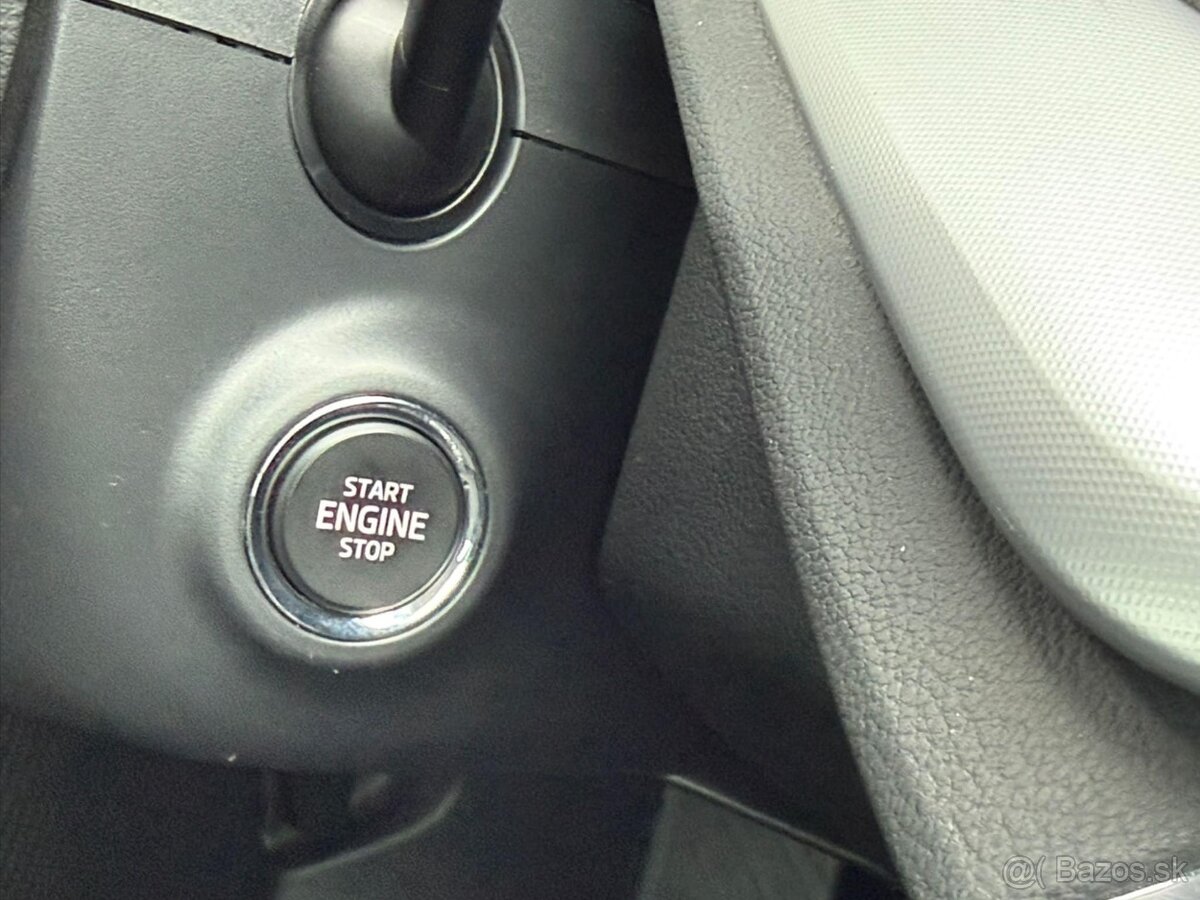 START
ENGINE
STOP
@( Bazos.sk